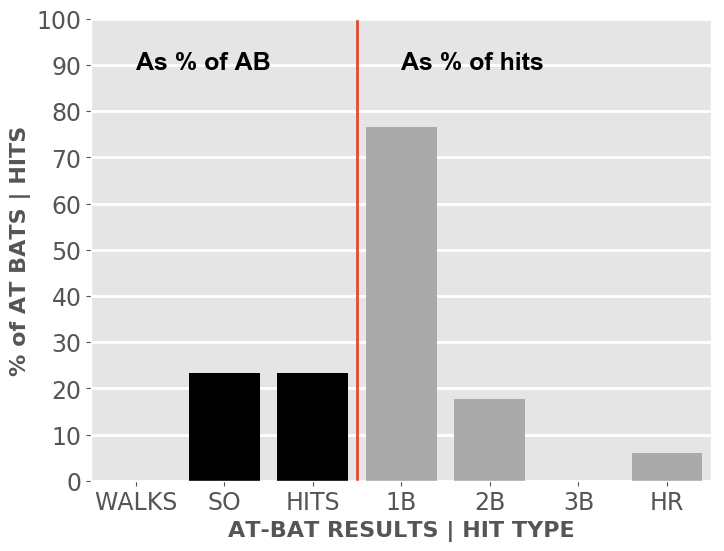 As % of AB
As % of hits
100
90
80
70
60
50
40
30
20
10
0
% of AT BATS | HITS
WALKS SO HITS 1B 2B 3B HR
AT-BAT RESULTS | HIT TYPE